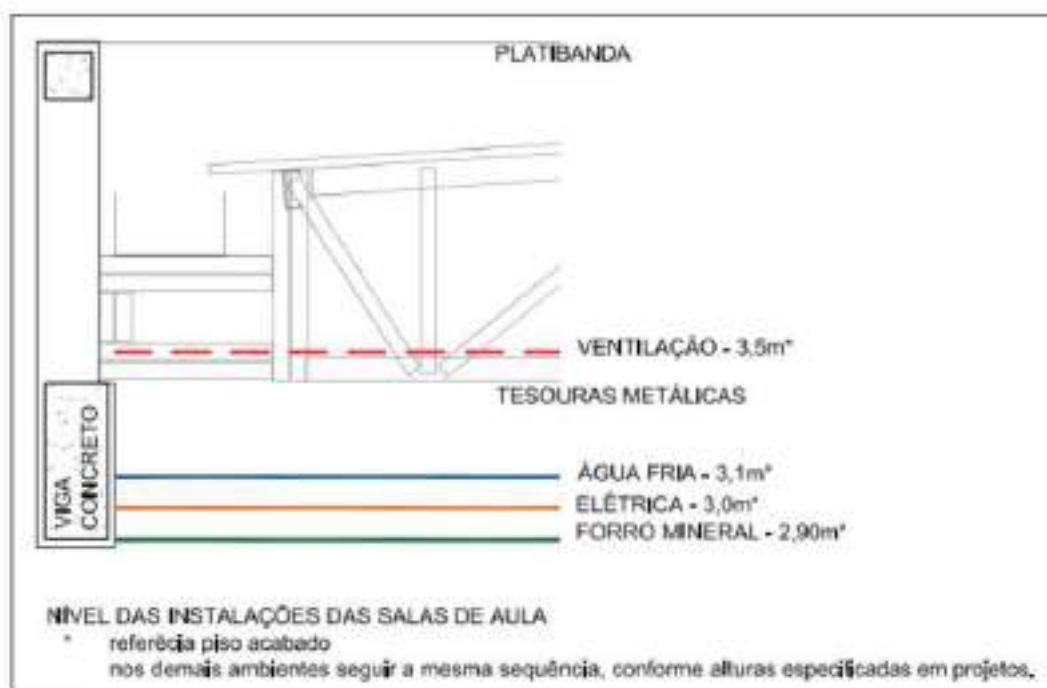 PLATIBANDA
VENTILAÇÃO - 3,5m*
TESOURAS METÁLICAS
VIGA
CONCRETO
ÁGUA FRIA - 3,1m*
ELÉTRICA - 3,0m*
FORRO MINERAL - 2,90m*
NÍVEL DAS INSTALAÇÕES DAS SALAS DE AULA
* referêcia piso acabado
nos demais ambientes seguir a mesma sequência, conforme alturas especificadas em projetos.